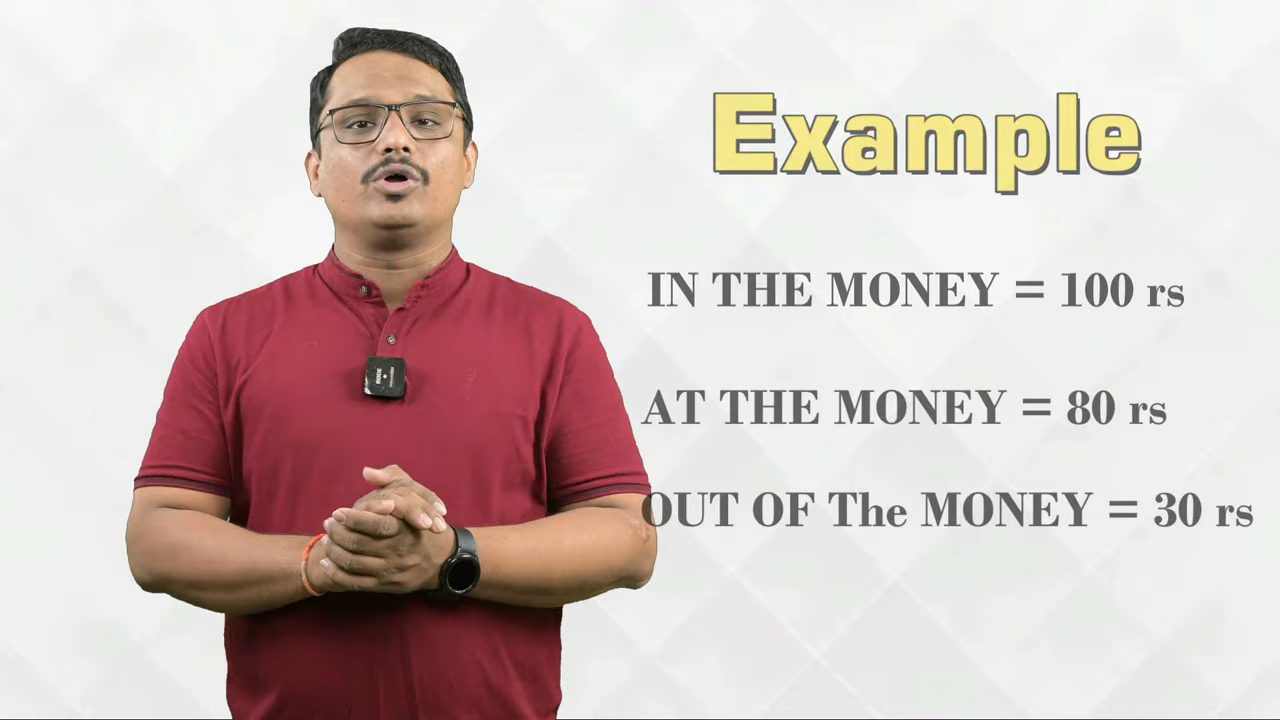 Example
IN THE MONEY = 100 rs
AT THE MONEY = 80 rs
OUT OF The MONEY = 30 rs